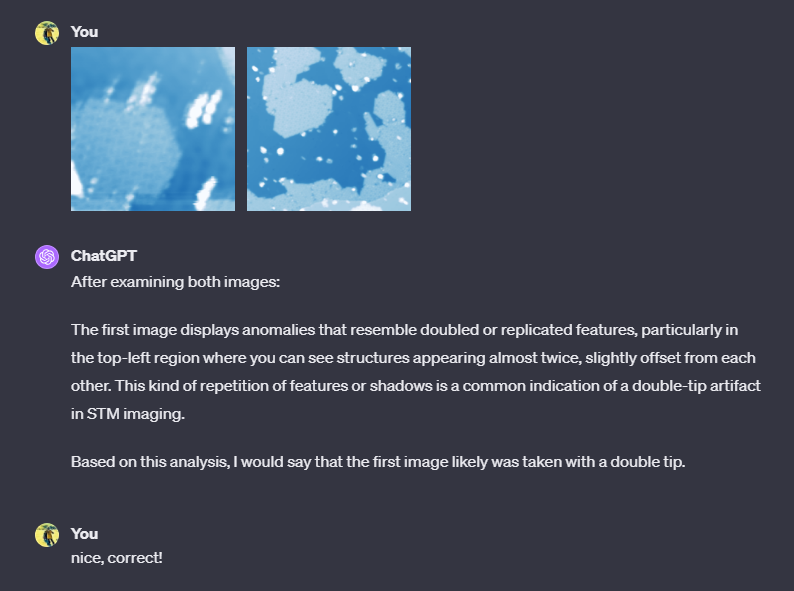 You
ChatGPT
After examining both images:
The first image displays anomalies that resemble doubled or replicated features, particularly in
the top-left region where you can see structures appearing almost twice, slightly offset from each
other. This kind of repetition of features or shadows is a common indication of a double-tip artifact
in STM imaging.
Based on this analysis, I would say that the first image likely was taken with a double tip.
You
nice, correct!